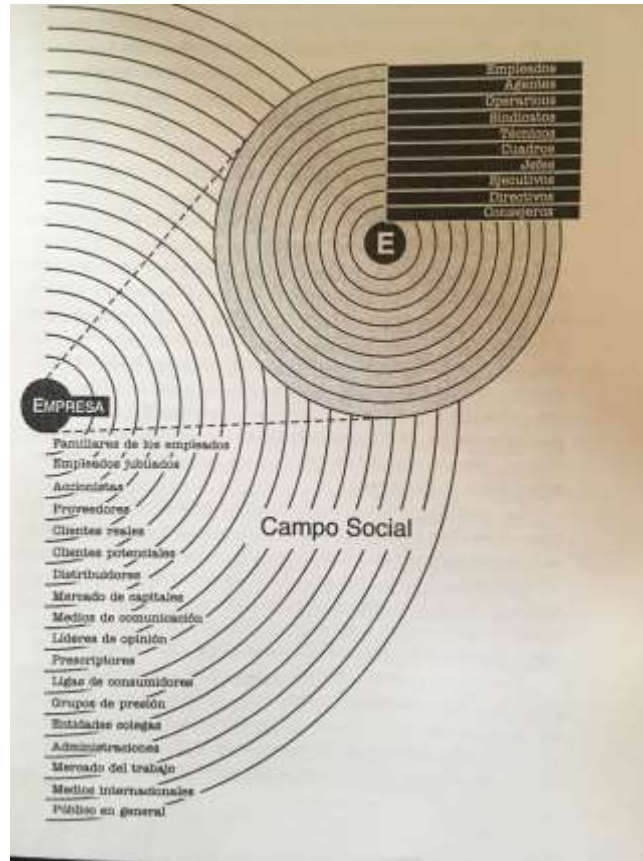 Empleados
Agentes
Operarios
Sindicatos
Técnicos
Cuadros
Jefes
Ejecutivos
Directivos
Consejeros
E
EMPRESA
Familiares de los empleados
Empleados jubilados
Accionistas
Proveedores
Clientes reales
Clientes potenciales
Distribuidores
Mercado de capitales
Medios de comunicación
Líderes de opinión
Prescriptores
Ligas de consumidores
Grupos de presión
Entidades colegas
Administraciones
Mercado del trabajo
Medios internacionales
Público en general
Campo Social